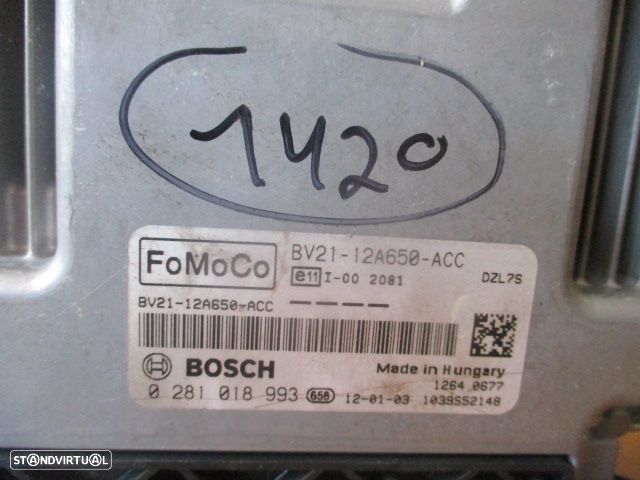 1420
FoMoCo
BV21-12A650-ACC
e11 I-00 2081
DZL7S
BV21-12A650-ACC
BOSCH
Made in Hungary
1264 0677
0 281 018 993 658 12-01-03 1039S52148
STANDVIRTUAL